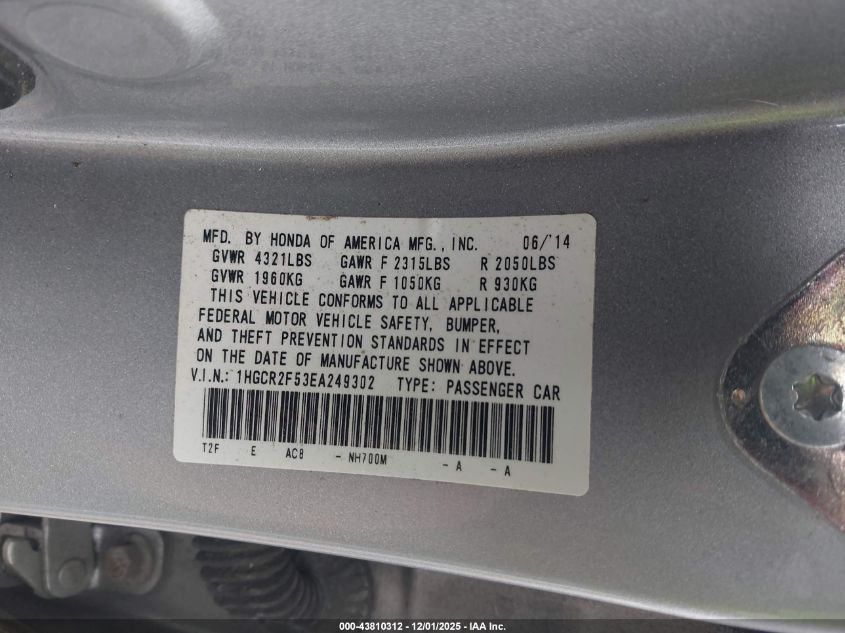 MFD. BY HONDA OF AMERICA MFG., INC. 06/'14
GVWR 4321LBS GAWR F 2315LBS R 2050LBS
GVWR 1960KG GAWR F 1050KG R 930KG
THIS VEHICLE CONFORMS TO ALL APPLICABLE
FEDERAL MOTOR VEHICLE SAFETY, BUMPER,
AND THEFT PREVENTION STANDARDS IN EFFECT
ON THE DATE OF MANUFACTURE SHOWN ABOVE.
V.I.N.: 1HGCR2F53EA249302 TYPE: PASSENGER CAR
T2F E AC8 - NH700M - A - A
000-43810312 - 12/01/2025 - IAA Inc.